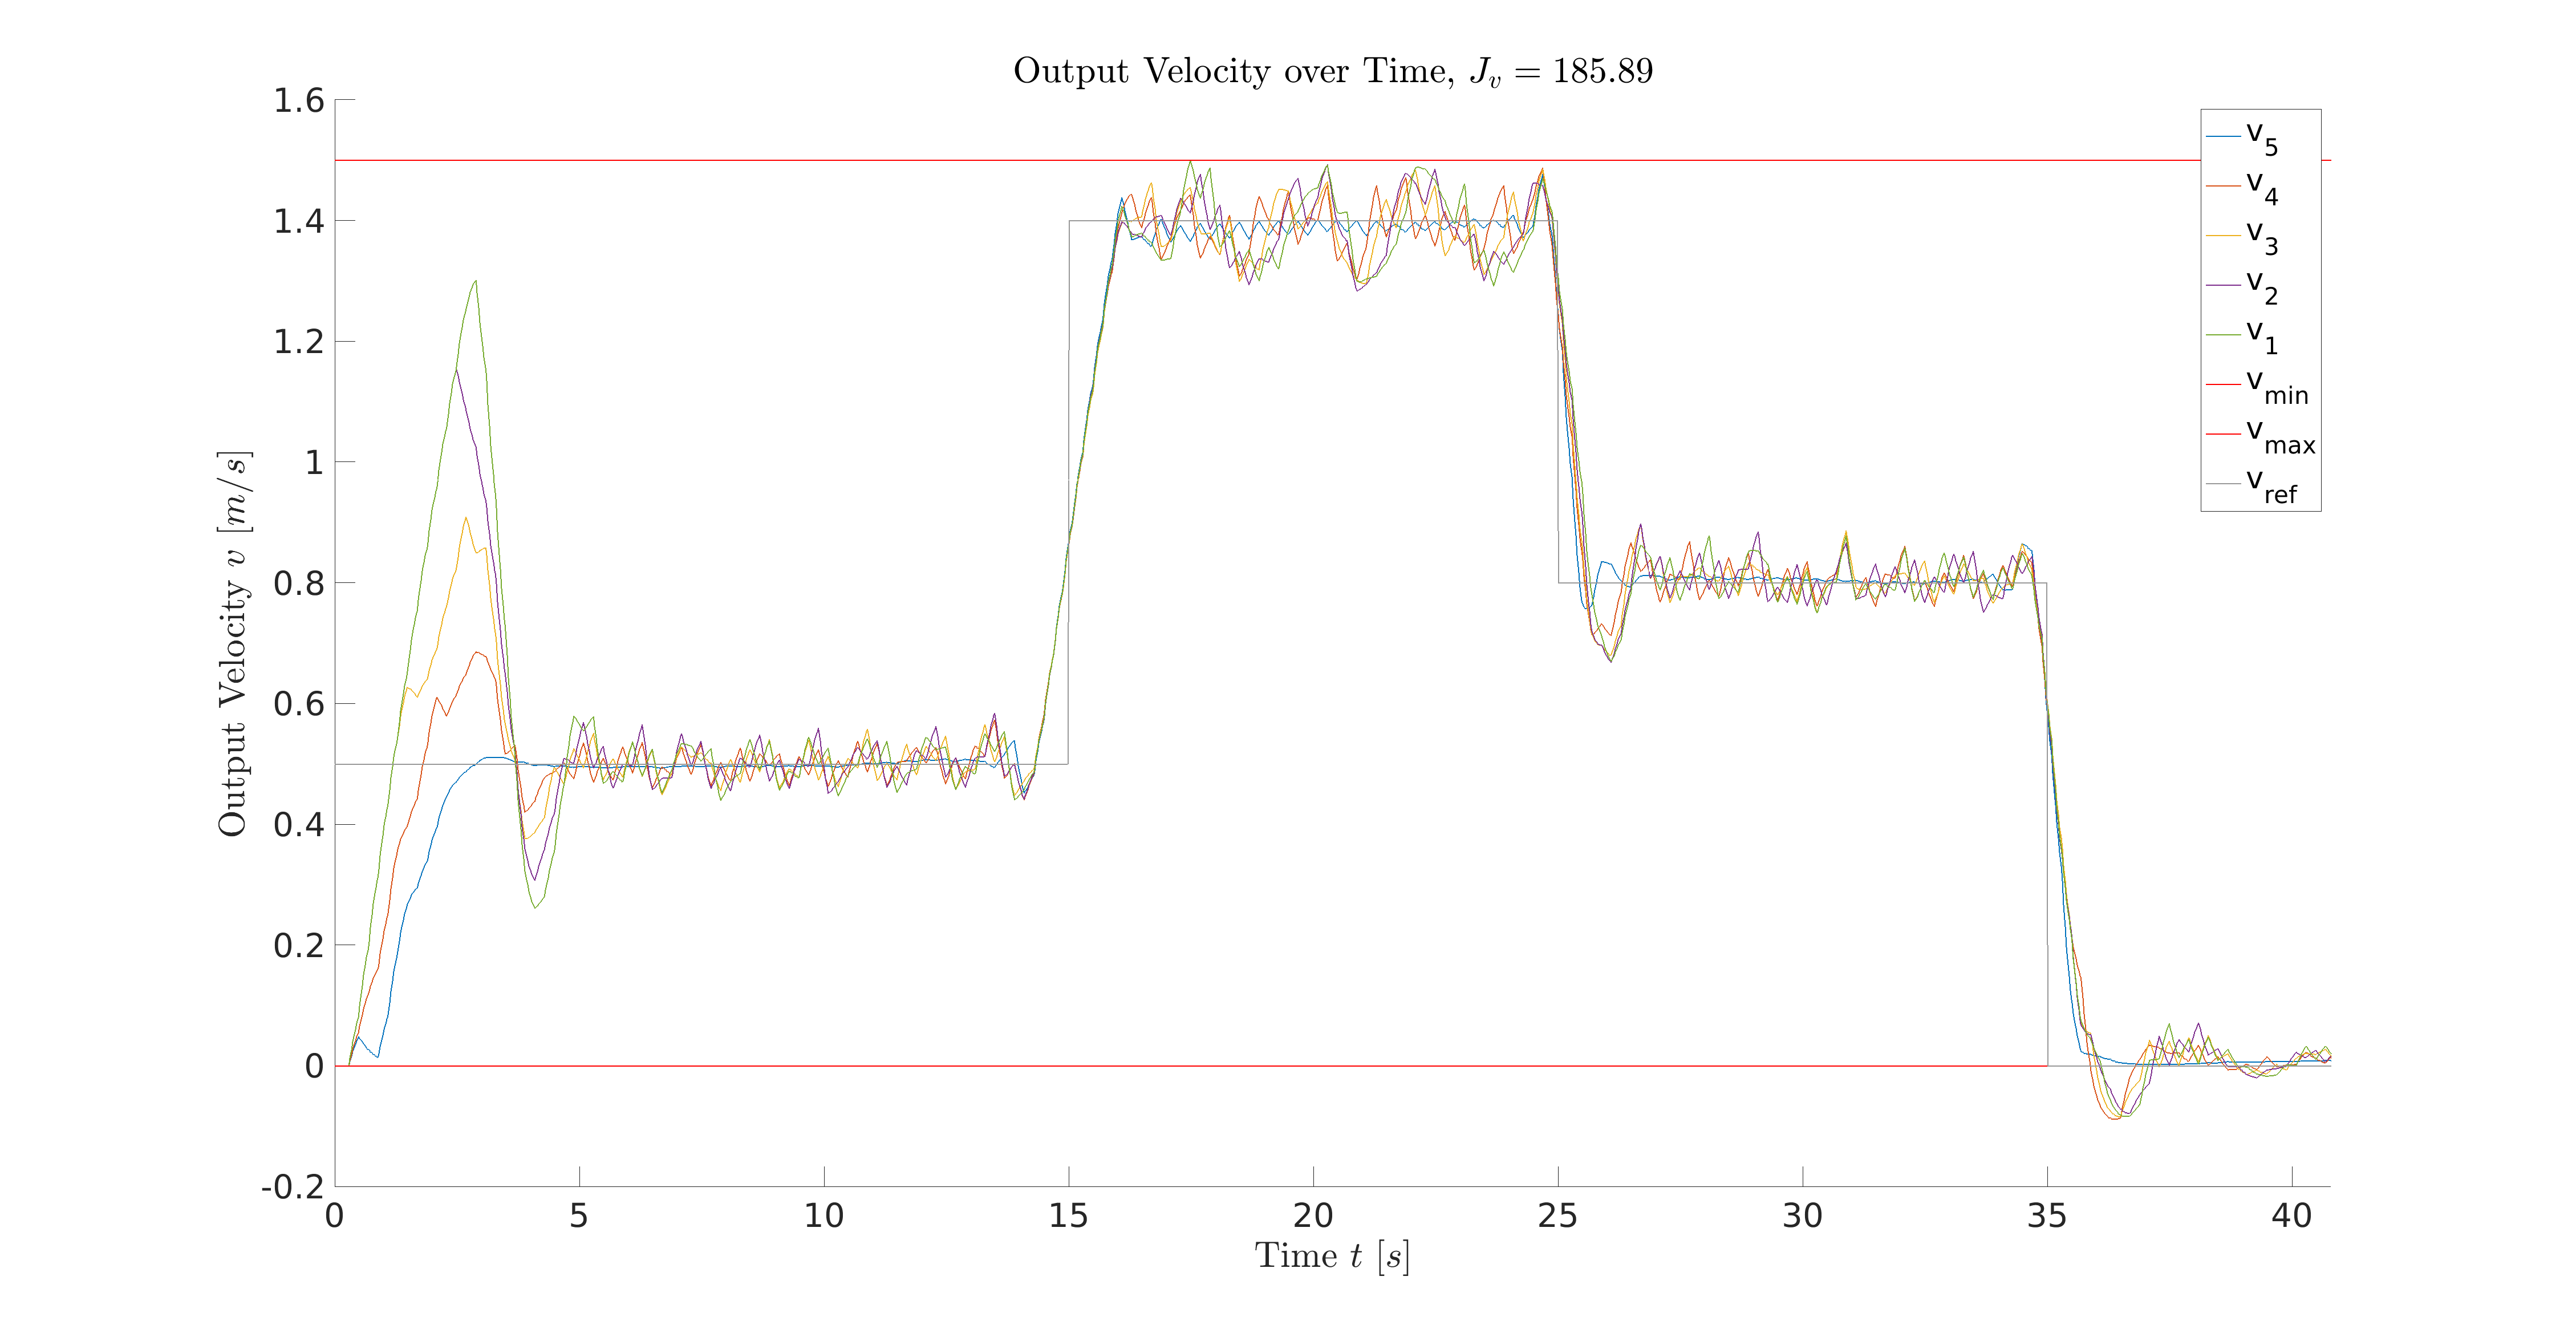 Output Velocity over Time, J_v = 185.89
1.6
1.4
1.2
1
0.8
0.6
0.4
0.2
0
-0.2
Output Velocity v [m/s]
0 5 10 15 20 25 30 35 40
Time t [s]
v_5
v_4
v_3
v_2
v_1
v_min
v_max
v_ref